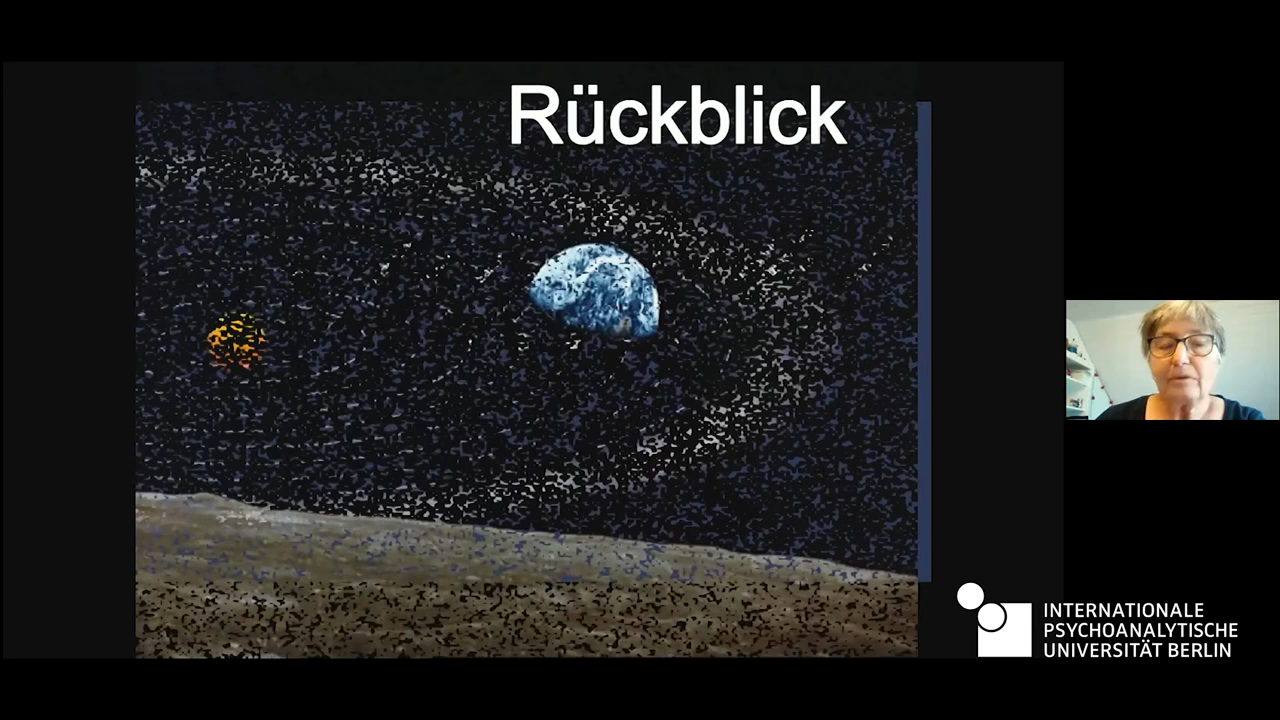 Rückblick
INTERNATIONALE
PSYCHOANALYTISCHE
UNIVERSITÄT BERLIN